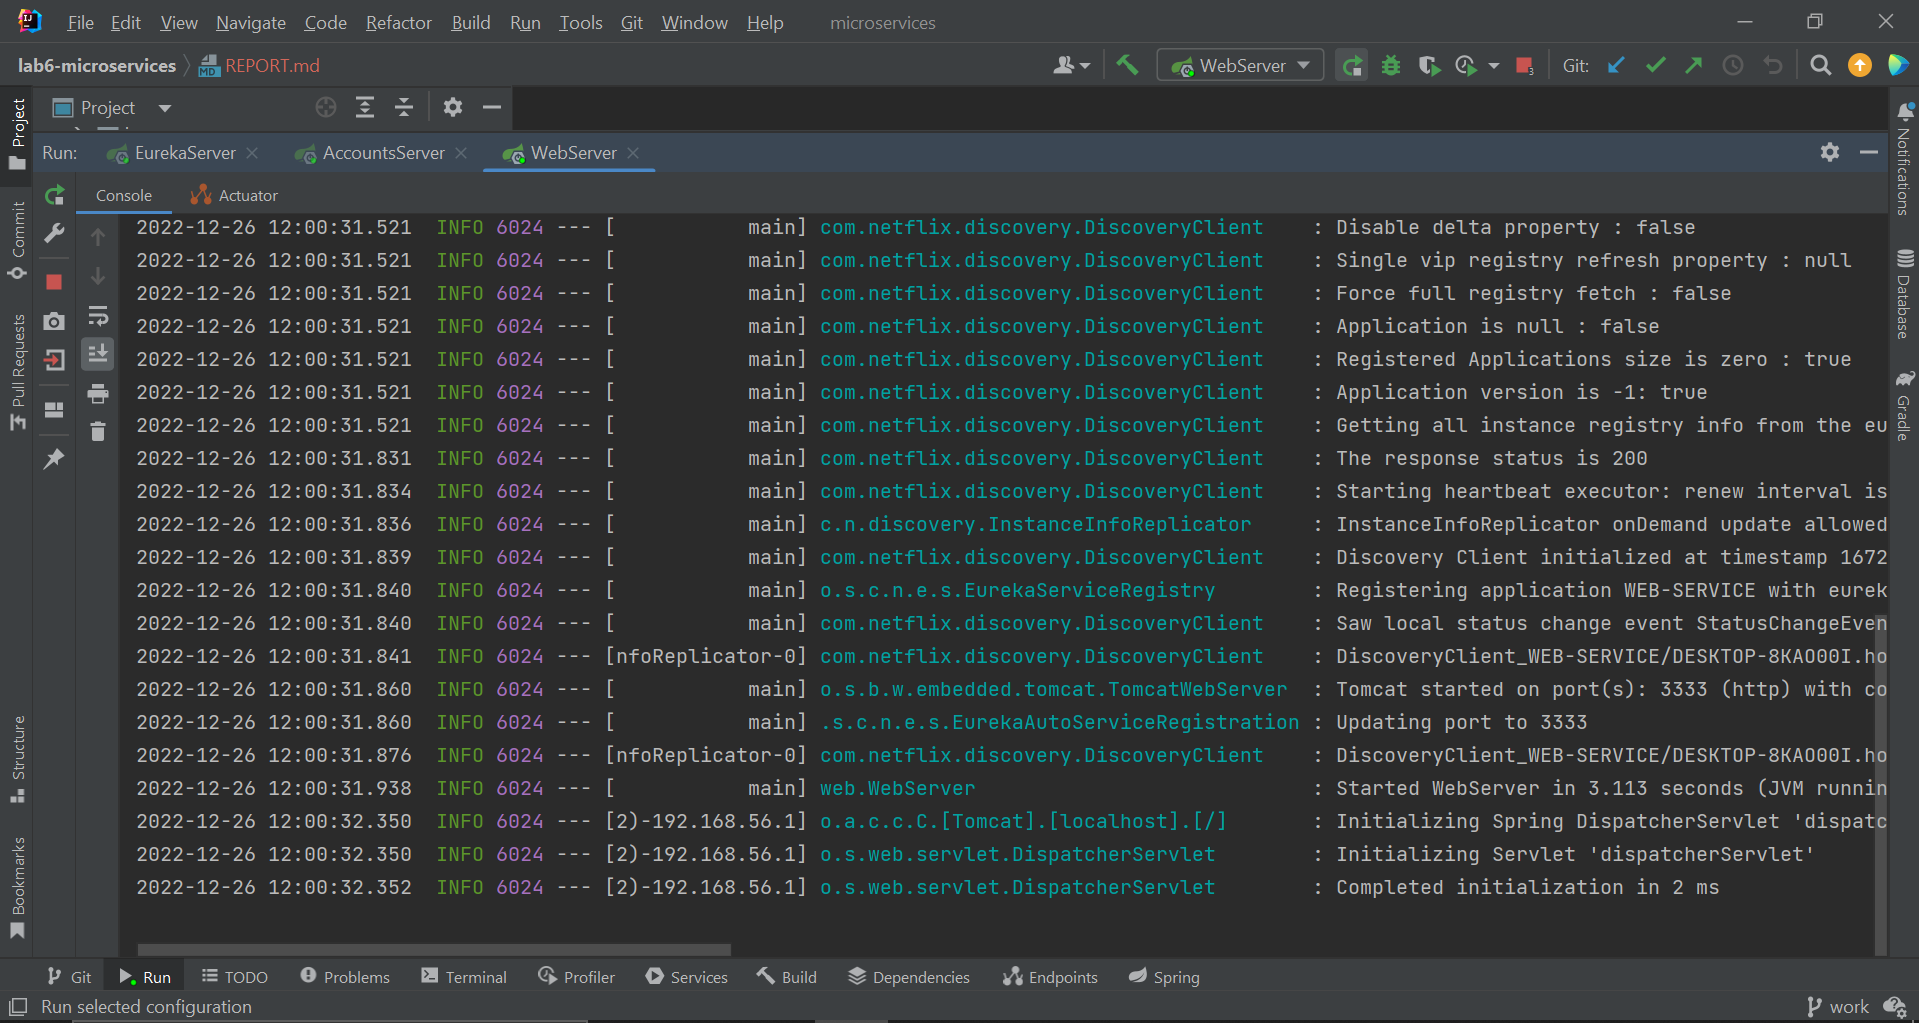 File Edit View Navigate Code Refactor Build Run Tools Git Window Help microservices
lab6-microservices REPORT.md WebServer 3 Git:
Project
Run: EurekaServer AccountsServer WebServer
Console Actuator
2022-12-26 12:00:31.521 INFO 6024 --- [ main] com.netflix.discovery.DiscoveryClient : Disable delta property : false
2022-12-26 12:00:31.521 INFO 6024 --- [ main] com.netflix.discovery.DiscoveryClient : Single vip registry refresh property : null
2022-12-26 12:00:31.521 INFO 6024 --- [ main] com.netflix.discovery.DiscoveryClient : Force full registry fetch : false
2022-12-26 12:00:31.521 INFO 6024 --- [ main] com.netflix.discovery.DiscoveryClient : Application is null : false
2022-12-26 12:00:31.521 INFO 6024 --- [ main] com.netflix.discovery.DiscoveryClient : Registered Applications size is zero : true
2022-12-26 12:00:31.521 INFO 6024 --- [ main] com.netflix.discovery.DiscoveryClient : Application version is -1: true
2022-12-26 12:00:31.521 INFO 6024 --- [ main] com.netflix.discovery.DiscoveryClient : Getting all instance registry info from the eu
2022-12-26 12:00:31.831 INFO 6024 --- [ main] com.netflix.discovery.DiscoveryClient : The response status is 200
2022-12-26 12:00:31.834 INFO 6024 --- [ main] com.netflix.discovery.DiscoveryClient : Starting heartbeat executor: renew interval is
2022-12-26 12:00:31.836 INFO 6024 --- [ main] c.n.discovery.InstanceInfoReplicator : InstanceInfoReplicator onDemand update allowed
2022-12-26 12:00:31.839 INFO 6024 --- [ main] com.netflix.discovery.DiscoveryClient : Discovery Client initialized at timestamp 1672
2022-12-26 12:00:31.840 INFO 6024 --- [ main] o.s.c.n.e.s.EurekaServiceRegistry : Registering application WEB-SERVICE with eurek
2022-12-26 12:00:31.840 INFO 6024 --- [ main] com.netflix.discovery.DiscoveryClient : Saw local status change event StatusChangeEven
2022-12-26 12:00:31.841 INFO 6024 --- [nfoReplicator-0] com.netflix.discovery.DiscoveryClient : DiscoveryClient_WEB-SERVICE/DESKTOP-8KAO00I.ho
2022-12-26 12:00:31.860 INFO 6024 --- [ main] o.s.b.w.embedded.tomcat.TomcatWebServer : Tomcat started on port(s): 3333 (http) with co
2022-12-26 12:00:31.860 INFO 6024 --- [ main] .s.c.n.e.s.EurekaAutoServiceRegistration : Updating port to 3333
2022-12-26 12:00:31.876 INFO 6024 --- [nfoReplicator-0] com.netflix.discovery.DiscoveryClient : DiscoveryClient_WEB-SERVICE/DESKTOP-8KAO00I.ho
2022-12-26 12:00:31.938 INFO 6024 --- [ main] web.WebServer : Started WebServer in 3.113 seconds (JVM runnin
2022-12-26 12:00:32.350 INFO 6024 --- [2)-192.168.56.1] o.a.c.c.C.[Tomcat].[localhost].[/] : Initializing Spring DispatcherServlet 'dispatc
2022-12-26 12:00:32.350 INFO 6024 --- [2)-192.168.56.1] o.s.web.servlet.DispatcherServlet : Initializing Servlet 'dispatcherServlet'
2022-12-26 12:00:32.352 INFO 6024 --- [2)-192.168.56.1] o.s.web.servlet.DispatcherServlet : Completed initialization in 2 ms
Project
Commit
Pull Requests
Structure
Bookmarks
Notifications
Database
Gradle
Git Run TODO Problems Terminal Profiler Services Build Dependencies Endpoints Spring
Run selected configuration work